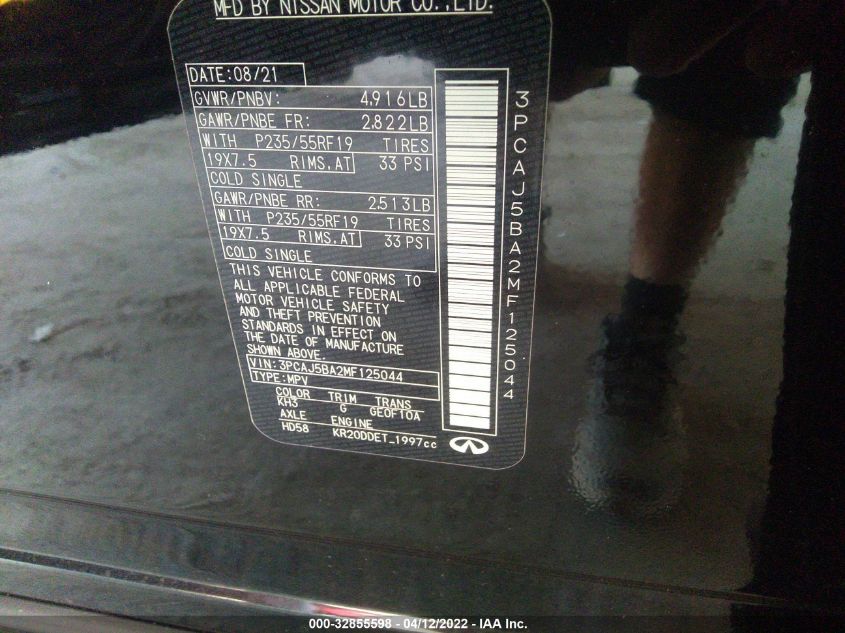 MFD BY NISSAN MOTOR CO.,LTD.
DATE:08/21
GVWR/PNBV: 4,916LB
GAWR/PNBE FR: 2,822LB
WITH P235/55RF19 TIRES
19X7.5 RIMS,AT 33 PSI
COLD SINGLE
GAWR/PNBE RR: 2,513LB
WITH P235/55RF19 TIRES
19X7.5 RIMS,AT 33 PSI
COLD SINGLE
THIS VEHICLE CONFORMS TO
ALL APPLICABLE FEDERAL
MOTOR VEHICLE SAFETY
AND THEFT PREVENTION
STANDARDS IN EFFECT ON
THE DATE OF MANUFACTURE
SHOWN ABOVE.
VIN:3PCAJ5BA2MF125044
TYPE:MPV
COLOR TRIM TRANS
KH3 G GEOF10A
AXLE ENGINE
HD58 KR20DDET_1997cc
3PCAJ5BA2MF125044
000-32855598 - 04/12/2022 - IAA Inc.